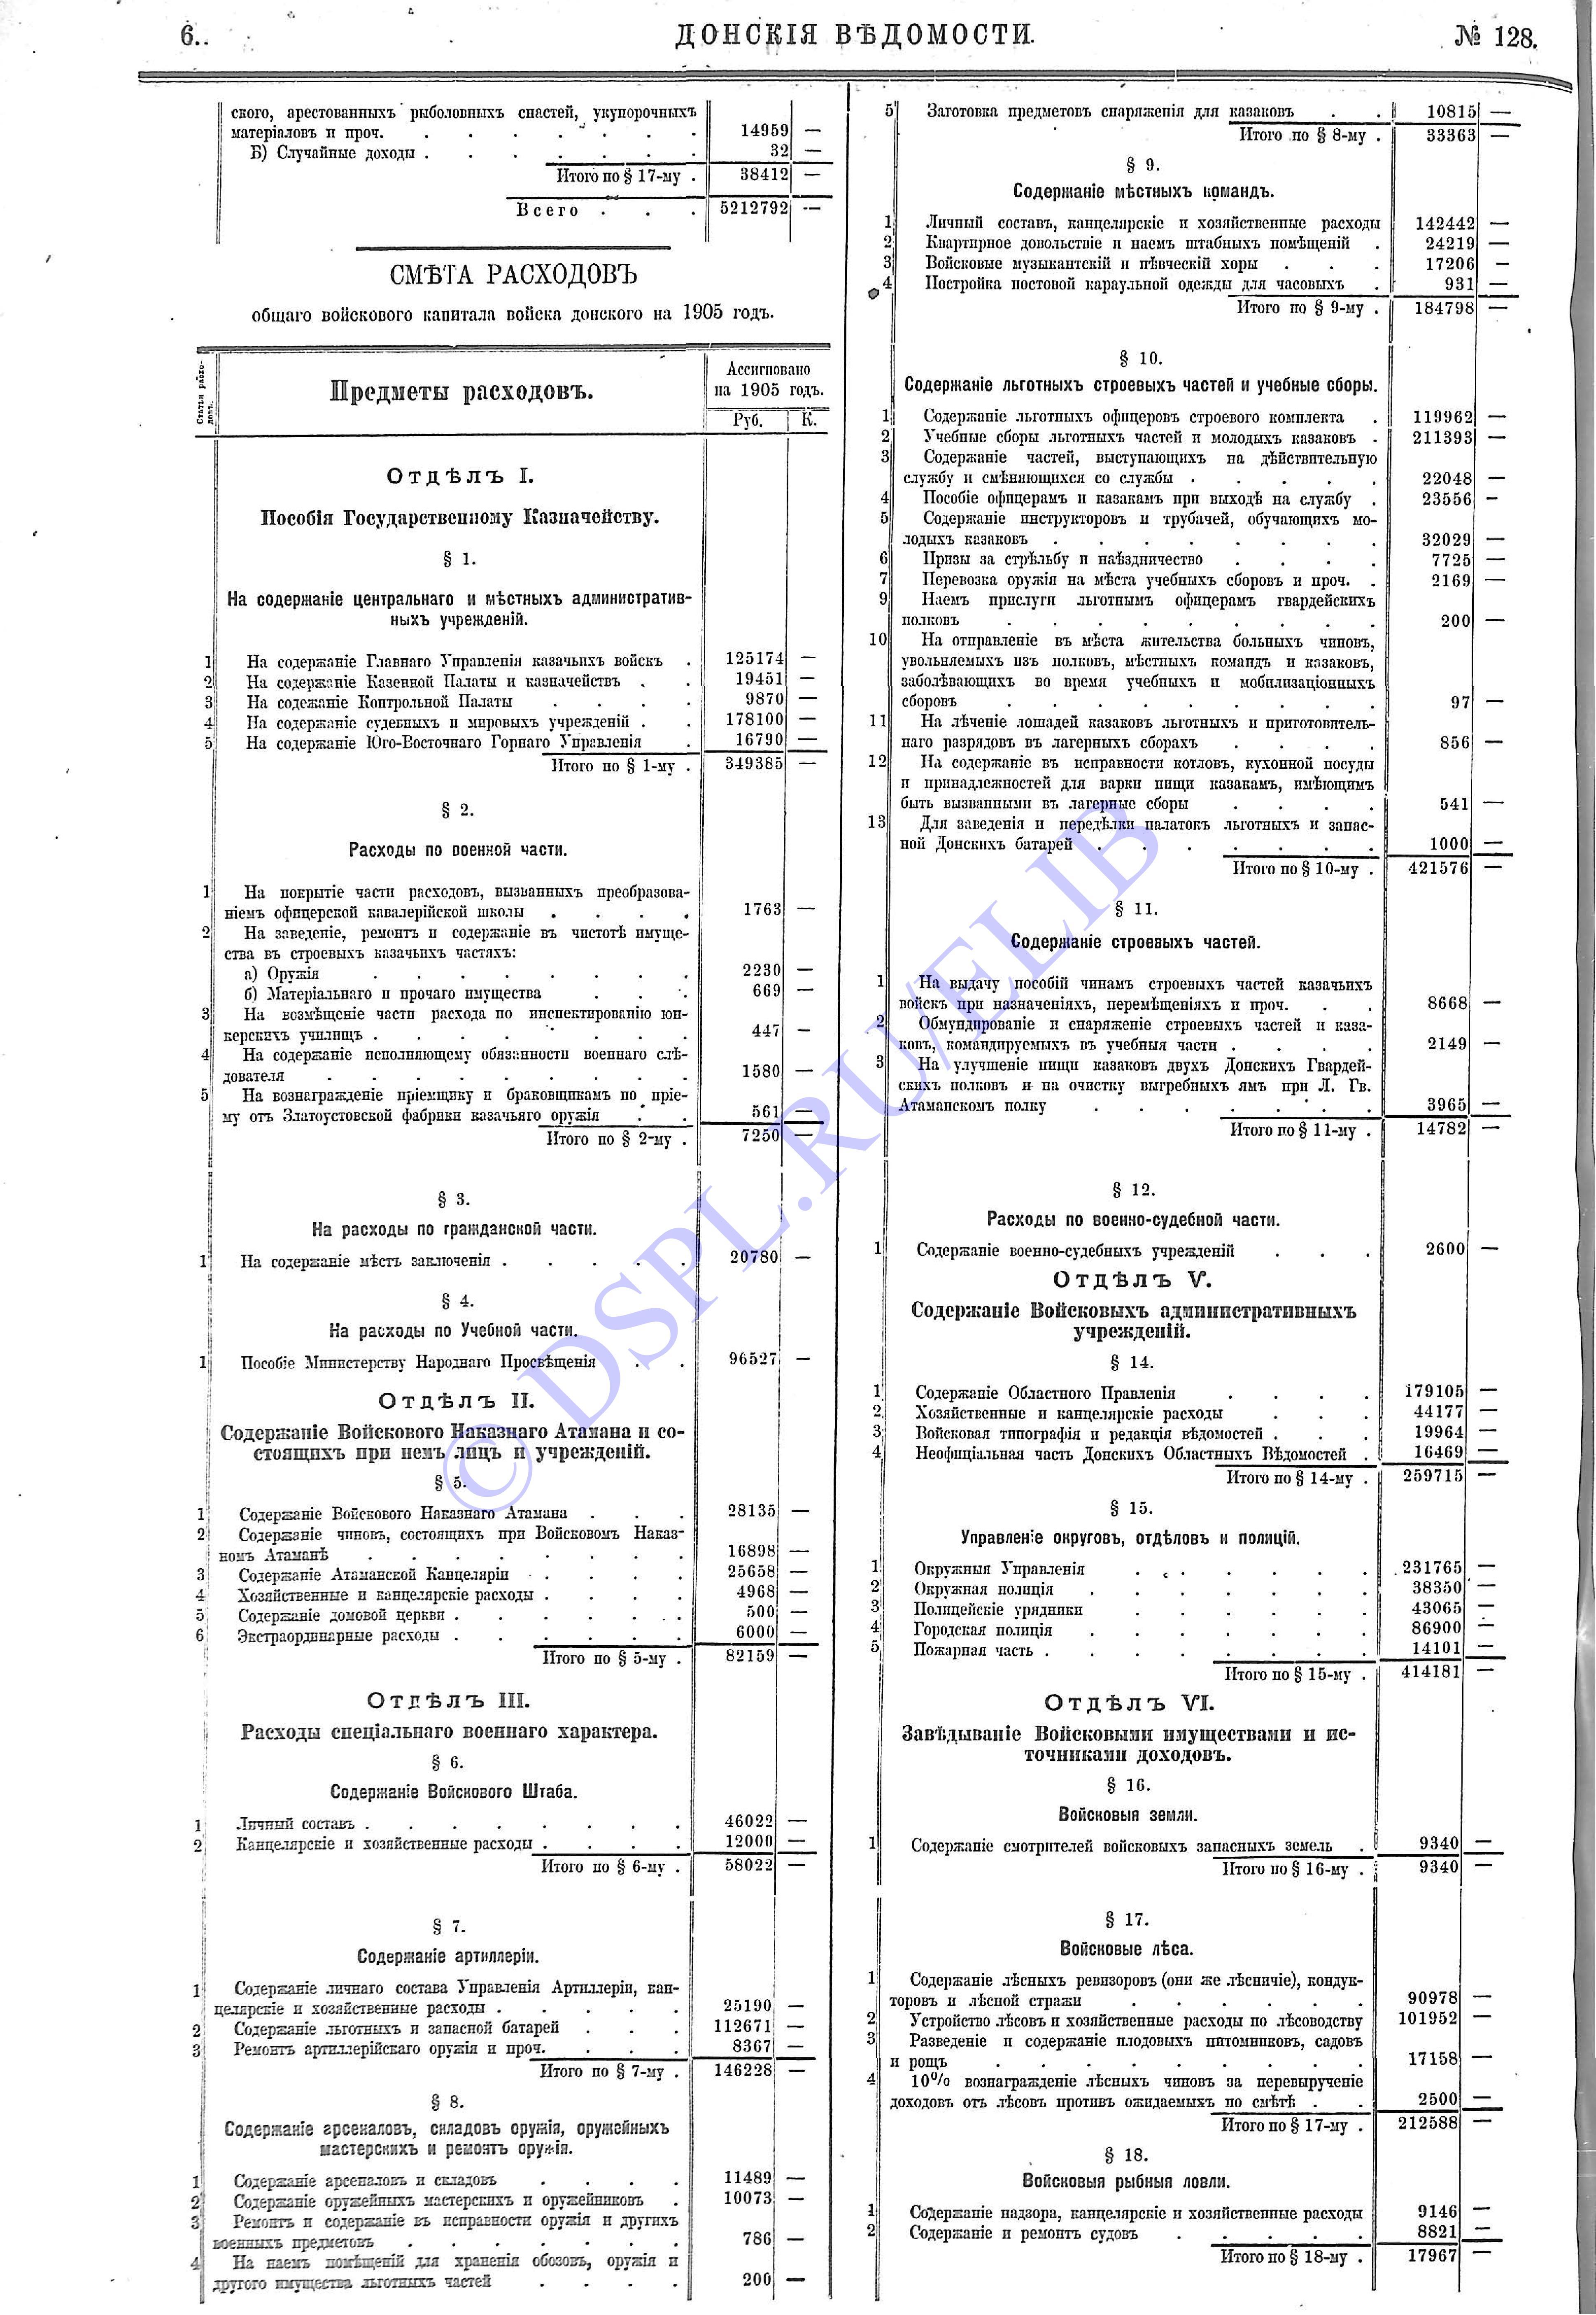 6.
ДОНСКІЯ ВѢДОМОСТИ.
№ 128.
ского, арестованныхъ рыболовныхъ снастей, укупорочныхъ
матеріаловъ и проч. 14959 —
Б) Случайные доходы 32 —
Итого по § 17-му 38412 —
Всего 5212792 —
СМѢТА РАСХОДОВЪ
общаго войскового капитала войска донского на 1905 годъ.
Статьи расхо-
довъ.
Предметы расходовъ.
Ассигновано
на 1905 годъ.
Руб. К.
Отдѣлъ I.
Пособія Государственному Казначейству.
§ 1.
На содержаніе центральнаго и мѣстныхъ административ-
ныхъ учрежденій.
1 На содержаніе Главнаго Управленія казачьихъ войскъ 125174 —
2 На содержаніе Казенной Палаты и казначействъ 19451 —
3 На содежаніе Контрольной Палаты 9870 —
4 На содержаніе судебныхъ и мировыхъ учрежденій 178100 —
5 На содержаніе Юго-Восточнаго Горнаго Управленія 16790 —
Итого по § 1-му 349385 —
§ 2.
Расходы по военной части.
1 На покрытіе части расходовъ, вызванныхъ преобразова-
ніемъ офицерской кавалерійской школы 1763 —
2 На заведеніе, ремонтъ и содержаніе въ чистотѣ имуще-
ства въ строевыхъ казачьихъ частяхъ:
а) Оружія 2230 —
б) Матеріальнаго и прочаго имущества 669 —
3 На возмѣщеніе части расхода по инспектированію юн-
керскихъ училищъ 447 —
4 На содержаніе исполняющему обязанности военнаго слѣ-
дователя 1580 —
5 На вознагражденіе пріемщику и браковщикамъ по пріе-
му отъ Златоустовской фабрики казачьяго оружія 561 —
Итого по § 2-му 7250 —
§ 3.
На расходы по гражданской части.
1 На содержаніе мѣстъ заключенія 20780 —
§ 4.
На расходы по Учебной части.
1 Пособіе Министерству Народнаго Просвѣщенія 96527 —
Отдѣлъ II.
Содержаніе Войскового Наказнаго Атамана и со-
стоящихъ при немъ лицъ и учрежденій.
§ 5.
1 Содержаніе Войскового Наказнаго Атамана 28135 —
2 Содержаніе чиновъ, состоящихъ при Войсковомъ Наказ-
номъ Атаманѣ 16898 —
3 Содержаніе Атаманской Канцеляріи 25658 —
4 Хозяйственные и канцелярскіе расходы 4968 —
5 Содержаніе домовой церкви 500 —
6 Экстраординарные расходы 6000 —
Итого по § 5-му 82159 —
Отдѣлъ III.
Расходы спеціальнаго военнаго характера.
§ 6.
Содержаніе Войскового Штаба.
1 Личный составъ 46022 —
2 Канцелярскіе и хозяйственные расходы 12000 —
Итого по § 6-му 58022 —
§ 7.
Содержаніе артиллеріи.
1 Содержаніе личнаго состава Управленія Артиллеріи, кан-
целярскіе и хозяйственные расходы 25190 —
2 Содержаніе льготныхъ и запасной батарей 112671 —
3 Ремонтъ артиллерійскаго оружія и проч. 8367 —
Итого по § 7-му 146228 —
§ 8.
Содержаніе арсеналовъ, складовъ оружія, оружейныхъ
мастерскихъ и ремонтъ оружія.
1 Содержаніе арсеналовъ и складовъ 11489 —
2 Содержаніе оружейныхъ мастерскихъ и оружейниковъ 10073 —
3 Ремонтъ и содержаніе въ исправности оружія и другихъ
военныхъ предметовъ 786 —
4 На наемъ помѣщеній для храненія обозовъ, оружія и
другого имущества льготныхъ частей 200 —
5 Заготовка предметовъ снаряженія для казаковъ 10815 —
Итого по § 8-му 33363 —
§ 9.
Содержаніе мѣстныхъ командъ.
1 Личный составъ, канцелярскіе и хозяйственные расходы 142442 —
2 Квартирное довольствіе и наемъ штабныхъ помѣщеній 24219 —
3 Войсковые музыкантскій и пѣвческій хоры 17206 —
4 Постройка постовой караульной одежды для часовыхъ 931 —
Итого по § 9-му 184798 —
§ 10.
Содержаніе льготныхъ строевыхъ частей и учебные сборы.
1 Содержаніе льготныхъ офицеровъ строевого комплекта 119962 —
2 Учебные сборы льготныхъ частей и молодыхъ казаковъ 211393 —
3 Содержаніе частей, выступающихъ на дѣйствительную
службу и смѣняющихся со службы 22048 —
4 Пособіе офицерамъ и казакамъ при выходѣ на службу 23556 —
5 Содержаніе инструкторовъ и трубачей, обучающихъ мо-
лодыхъ казаковъ 32029 —
6 Призы за стрѣльбу и наѣздничество 7725 —
7 Перевозка оружія на мѣста учебныхъ сборовъ и проч. 2169 —
9 Наемъ прислуги льготнымъ офицерамъ гвардейскихъ
полковъ 200 —
10 На отправленіе въ мѣста жительства больныхъ чиновъ,
увольняемыхъ изъ полковъ, мѣстныхъ командъ и казаковъ,
заболѣвающихъ во время учебныхъ и мобилизаціонныхъ
сборовъ 97 —
11 На лѣченіе лошадей казаковъ льготныхъ и приготовитель-
наго разрядовъ въ лагерныхъ сборахъ 856 —
12 На содержаніе въ исправности котловъ, кухонной посуды
и принадлежностей для варки пищи казакамъ, имѣющимъ
быть вызванными въ лагерные сборы 541 —
13 Для заведенія и передѣлки палатокъ льготныхъ и запас-
ной Донскихъ батарей 1000 —
Итого по § 10-му 421576 —
§ 11.
Содержаніе строевыхъ частей.
1 На выдачу пособій чинамъ строевыхъ частей казачьихъ
войскъ при назначеніяхъ, перемѣщеніяхъ и проч. 8668 —
2 Обмундированіе и снаряженіе строевыхъ частей и каза-
ковъ, командируемыхъ въ учебныя части 2149 —
3 На улучшеніе пищи казаковъ двухъ Донскихъ Гвардей-
скихъ полковъ и на очистку выгребныхъ ямъ при Л. Гв.
Атаманскомъ полку 3965 —
Итого по § 11-му 14782 —
§ 12.
Расходы по военно-судебной части.
1 Содержаніе военно-судебныхъ учрежденій 2600 —
Отдѣлъ V.
Содержаніе Войсковыхъ административныхъ
учрежденій.
§ 14.
1 Содержаніе Областного Правленія 179105 —
2 Хозяйственные и канцелярскіе расходы 44177 —
3 Войсковая типографія и редакція вѣдомостей 19964 —
4 Неофиціальная часть Донскихъ Областныхъ Вѣдомостей 16469 —
Итого по § 14-му 259715 —
§ 15.
Управленіе округовъ, отдѣловъ и полицій.
1 Окружныя Управленія 231765 —
2 Окружная полиція 38350 —
3 Полицейскіе урядники 43065 —
4 Городская полиція 86900 —
5 Пожарная часть 14101 —
Итого по § 15-му 414181 —
Отдѣлъ VI.
Завѣдываніе Войсковыми имуществами и ис-
точниками доходовъ.
§ 16.
Войсковыя земли.
1 Содержаніе смотрителей войсковыхъ запасныхъ земель 9340 —
Итого по § 16-му 9340 —
§ 17.
Войсковые лѣса.
1 Содержаніе лѣсныхъ ревизоровъ (они же лѣсничіе), кондук-
торовъ и лѣсной стражи 90978 —
2 Устройство лѣсовъ и хозяйственные расходы по лѣсоводству 101952 —
3 Разведеніе и содержаніе плодовыхъ питомниковъ, садовъ
и рощъ 17158 —
4 10% вознагражденіе лѣсныхъ чиновъ за перевырученіе
доходовъ отъ лѣсовъ противъ ожидаемыхъ по смѣтѣ 2500 —
Итого по § 17-му 212588 —
§ 18.
Войсковыя рыбныя ловли.
1 Содержаніе надзора, канцелярскіе и хозяйственные расходы 9146 —
2 Содержаніе и ремонтъ судовъ 8821 —
Итого по § 18-му 17967 —
© DSPL.RU/ELIB